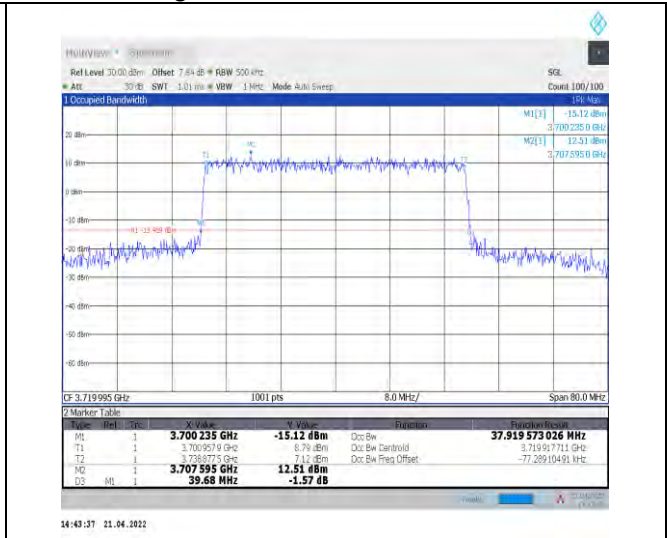 MultiView Spectrum
Ref Level 30.00 dBm Offset 7.64 dB RBW 500 kHz SGL
Att 30 dB SWT 1.01 ms VBW 1 MHz Mode Auto Sweep Count 100/100
1 Occupied Bandwidth 1Pk Max
M1[1] -15.12 dBm
3.700 235 0 GHz
M2[1] 12.51 dBm
3.707 595 0 GHz
20 dBm
M2
T1 T2
10 dBm
0 dBm
-10 dBm
M1
-20 dBm
-30 dBm
-40 dBm
-50 dBm
-60 dBm
CF 3.719 995 GHz 1001 pts 8.0 MHz/ Span 80.0 MHz
2 Marker Table
Type Ref Trc X-Value Y-Value Function Function Result
M1 1 3.700 235 GHz -15.12 dBm Occ Bw 37.919 573 026 MHz
T1 1 3.7009579 GHz 8.79 dBm Occ Bw Centroid 3.719917711 GHz
T2 1 3.7388775 GHz 7.12 dBm Occ Bw Freq Offset -77.28910491 kHz
M2 1 3.707 595 GHz 12.51 dBm
D3 M1 1 39.68 MHz -1.57 dB
14:43:37 21.04.2022